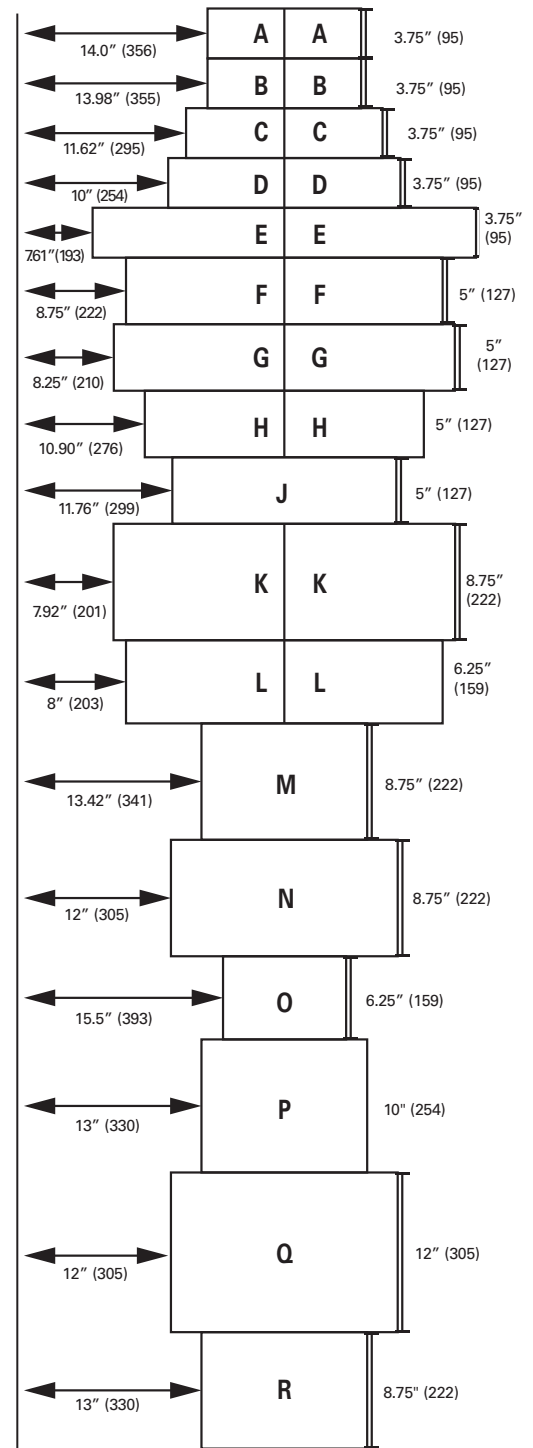 A A 3.75″ (95)
14.0″ (356)
B B 3.75″ (95)
13.98″ (355)
C C 3.75″ (95)
11.62″ (295)
D D 3.75″ (95)
10″ (254)
E E 3.75″
(95)
7.61″(193)
F F 5″ (127)
8.75″ (222)
G G 5″
(127)
8.25″ (210)
H H 5″ (127)
10.90″ (276)
J 5″ (127)
11.76″ (299)
K K 8.75″
(222)
7.92″ (201)
L L 6.25″
(159)
8″ (203)
M 8.75″ (222)
13.42″ (341)
N 8.75″ (222)
12″ (305)
O 6.25″ (159)
15.5″ (393)
P 10" (254)
13″ (330)
Q 12″ (305)
12″ (305)
R 8.75" (222)
13″ (330)